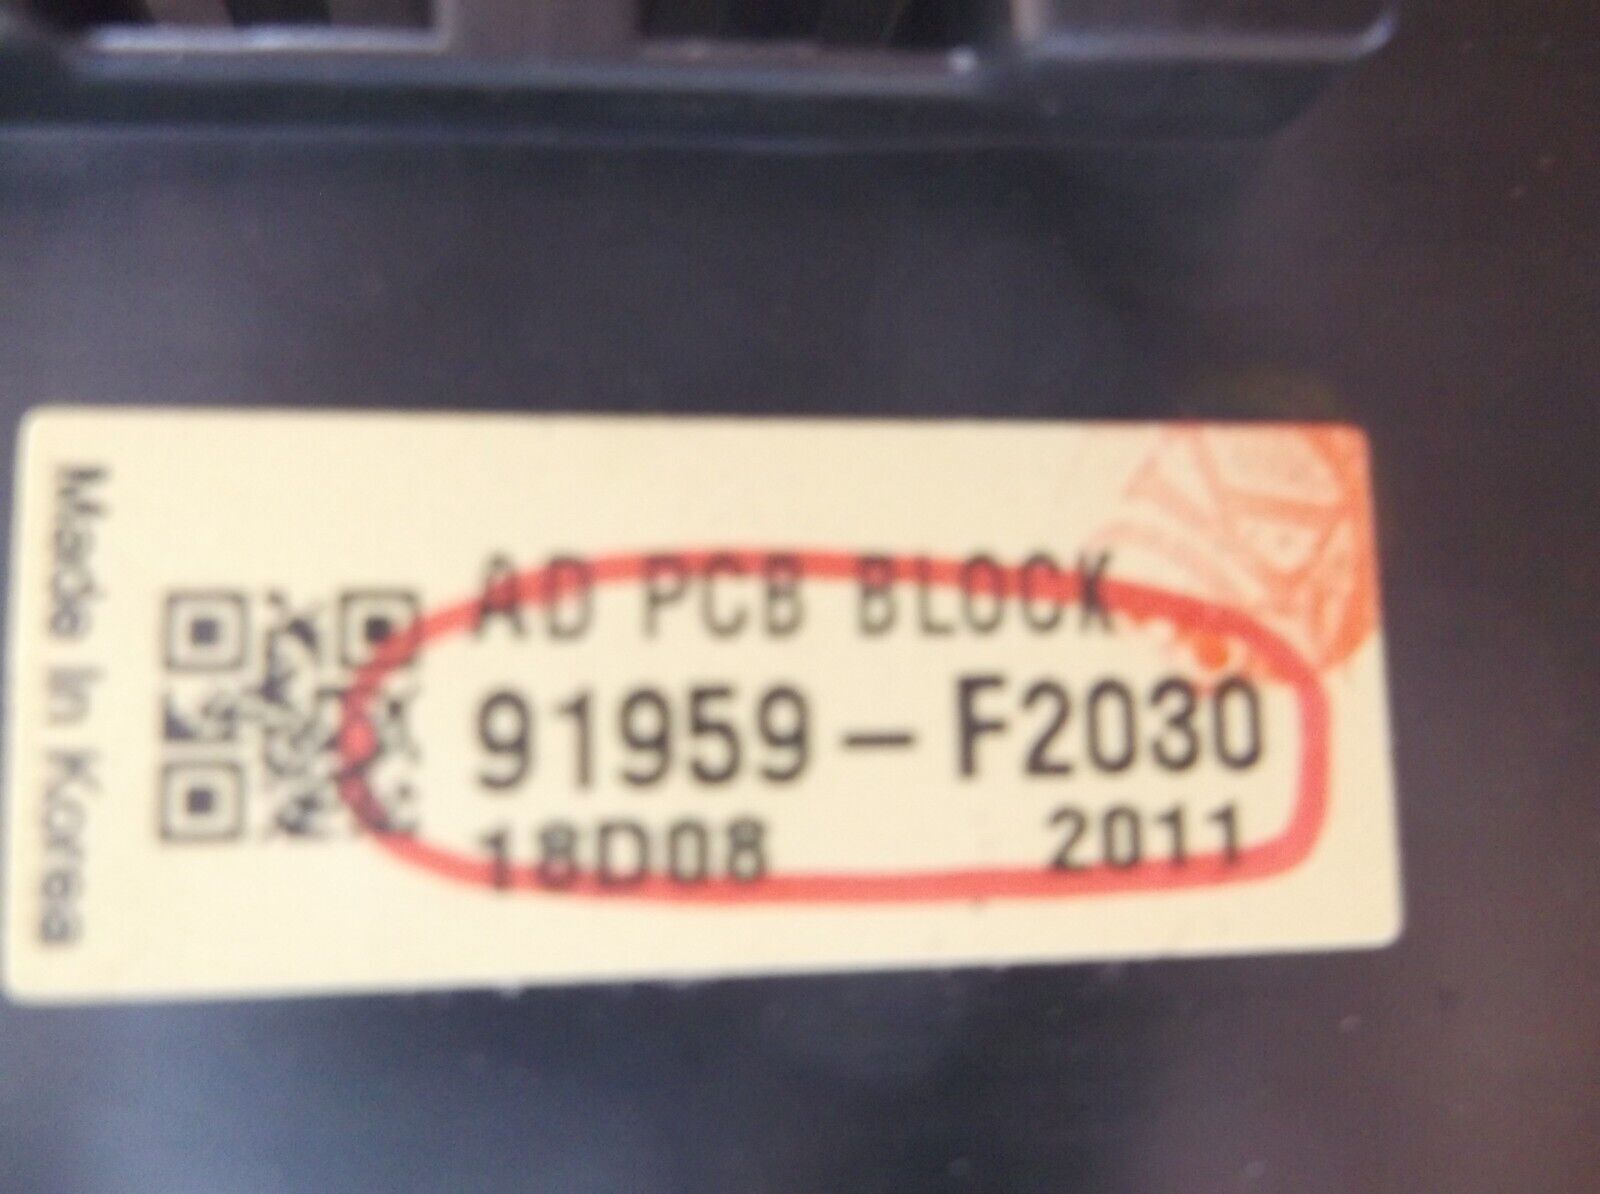 AD PCB BLOCK
91959-F2030
18D08 2011
Made In Korea